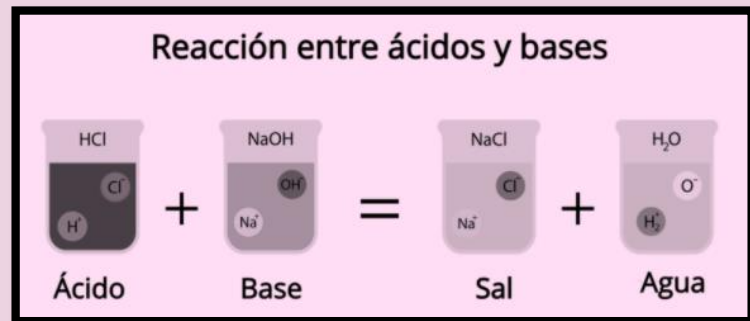 Reacción entre ácidos y bases
HCl
Cl⁻
H⁺
+
NaOH
OH⁻
Na⁺
=
NaCl
Cl⁻
Na⁺
+
H₂O
O⁻
H₂⁺
Ácido
Base
Sal
Agua